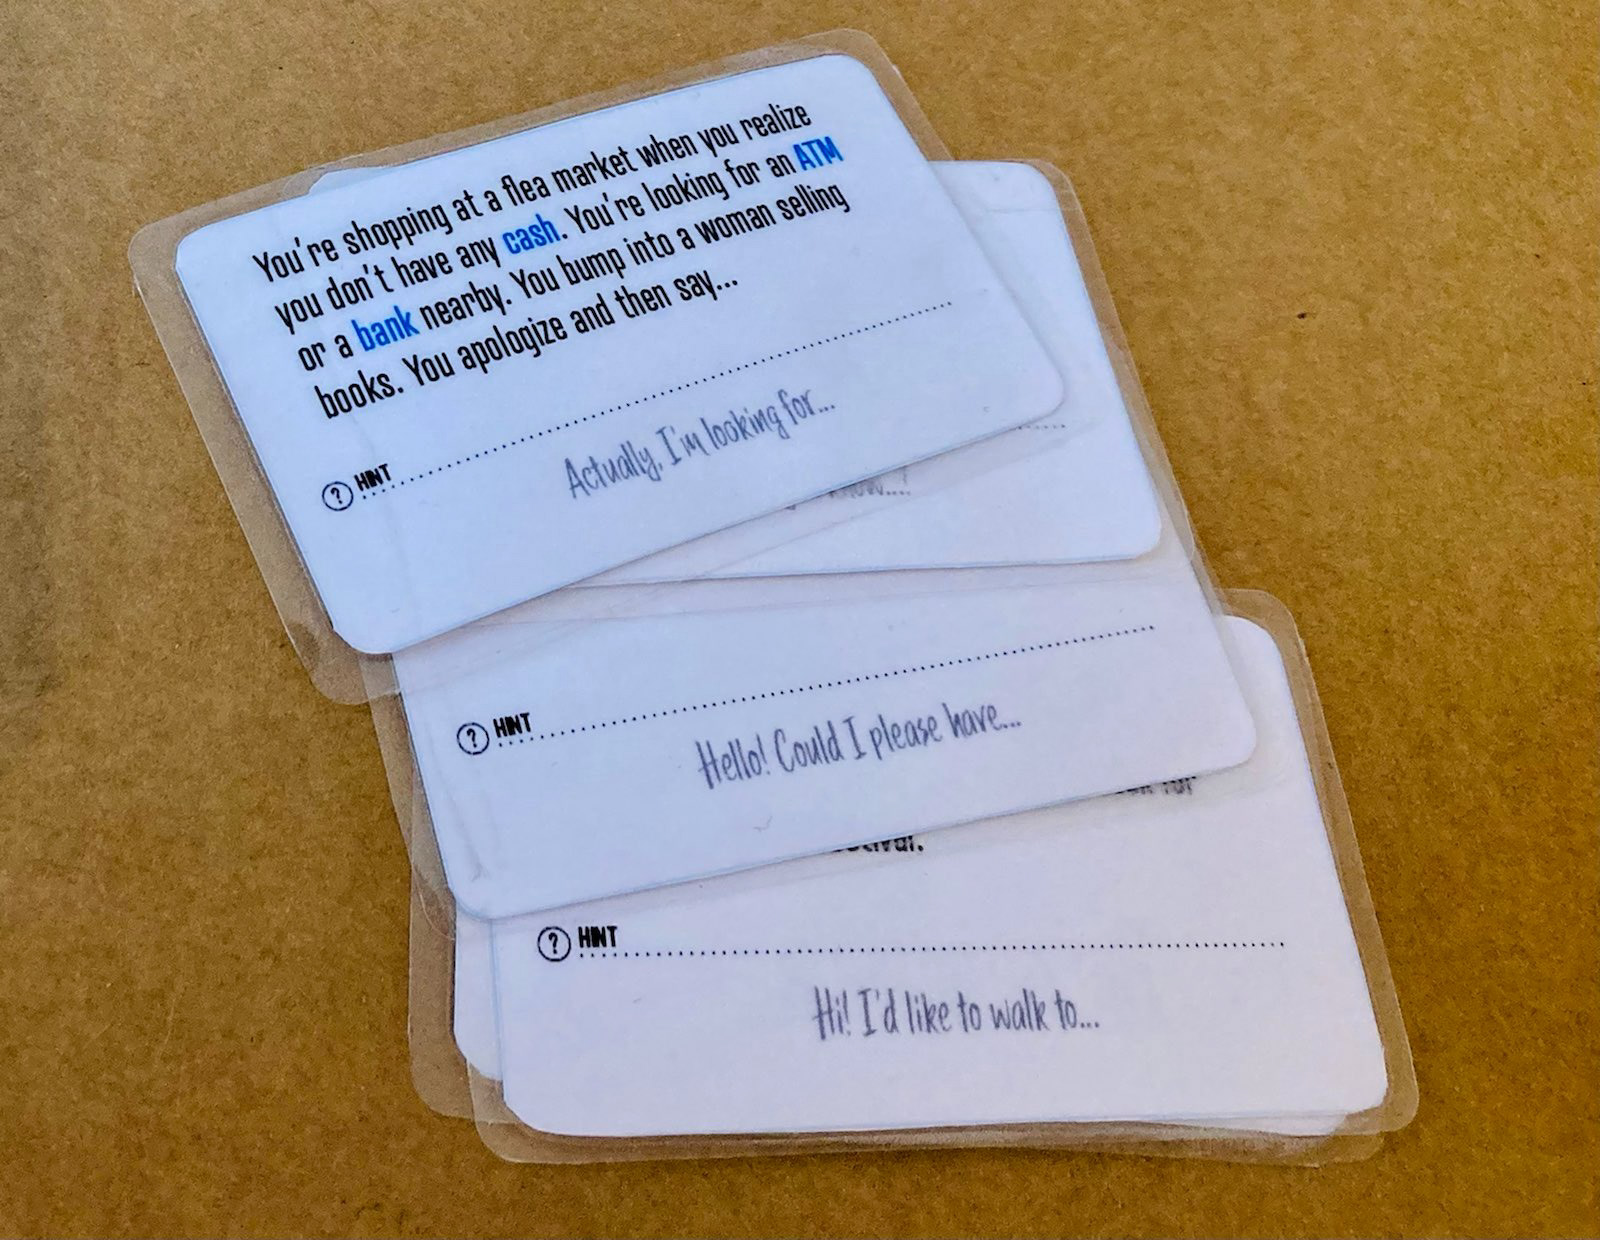 You're shopping at a flea market when you realize
you don't have any cash. You're looking for an ATM
or a bank nearby. You bump into a woman selling
books. You apologize and then say...
? HINT
Actually, I'm looking for...
? HINT
Hello! Could I please have...
for
? HINT
Hi! I'd like to walk to...